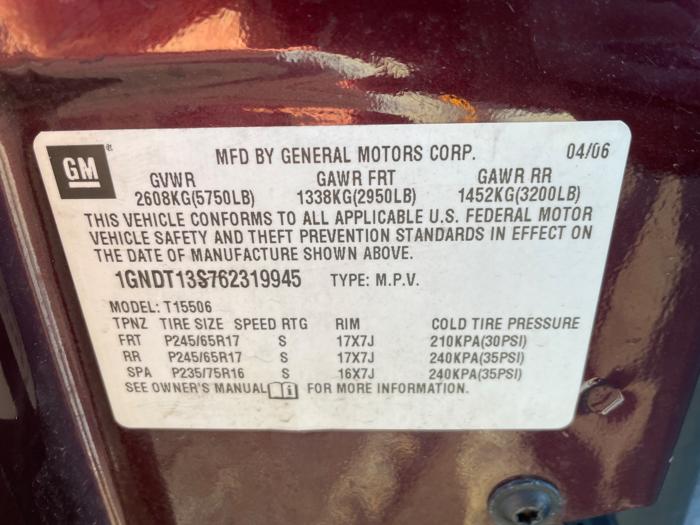 GM ® MFD BY GENERAL MOTORS CORP. 04/06
GVWR GAWR FRT GAWR RR
2608KG(5750LB) 1338KG(2950LB) 1452KG(3200LB)
THIS VEHICLE CONFORMS TO ALL APPLICABLE U.S. FEDERAL MOTOR
VEHICLE SAFETY AND THEFT PREVENTION STANDARDS IN EFFECT ON
THE DATE OF MANUFACTURE SHOWN ABOVE.
1GNDT13S762319945 TYPE: M.P.V.
MODEL: T15506
TPNZ TIRE SIZE SPEED RTG RIM COLD TIRE PRESSURE
FRT P245/65R17 S 17X7J 210KPA(30PSI)
RR P245/65R17 S 17X7J 240KPA(35PSI)
SPA P235/75R16 S 16X7J 240KPA(35PSI)
SEE OWNER'S MANUAL FOR MORE INFORMATION.